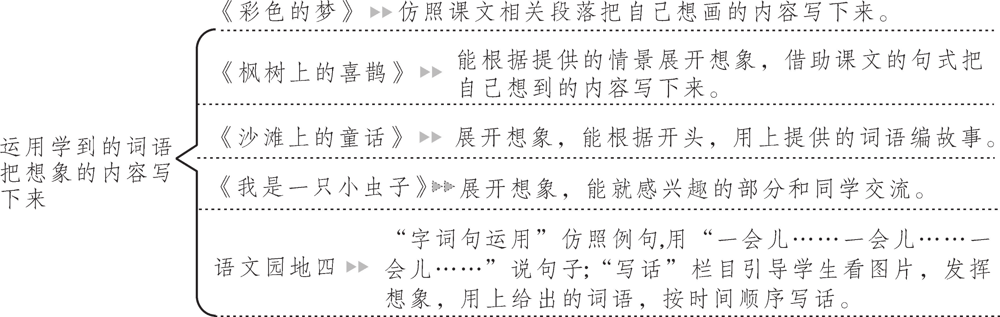 运用学到的词语
把想象的内容写
下来
《彩色的梦》 仿照课文相关段落把自己想画的内容写下来。
《枫树上的喜鹊》
能根据提供的情景展开想象，借助课文的句式把
自己想到的内容写下来。
《沙滩上的童话》 展开想象，能根据开头，用上提供的词语编故事。
《我是一只小虫子》 展开想象，能就感兴趣的部分和同学交流。
语文园地四
“字词句运用”仿照例句,用“一会儿……一会儿……一
会儿……”说句子;“写话”栏目引导学生看图片，发挥
想象，用上给出的词语，按时间顺序写话。